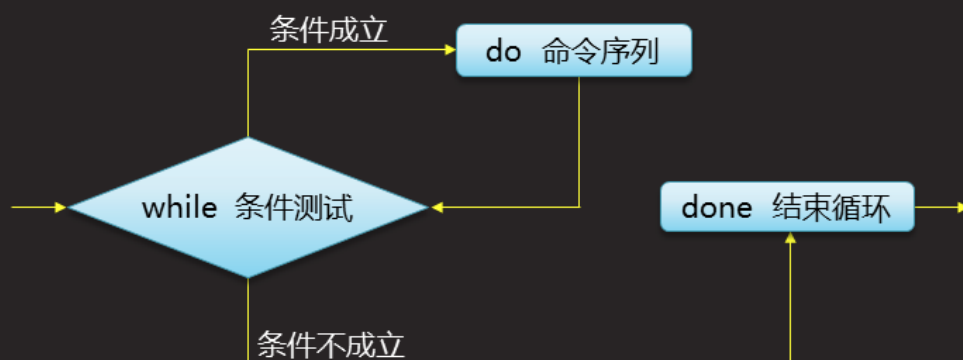 条件成立
do 命令序列
while 条件测试
done 结束循环
条件不成立